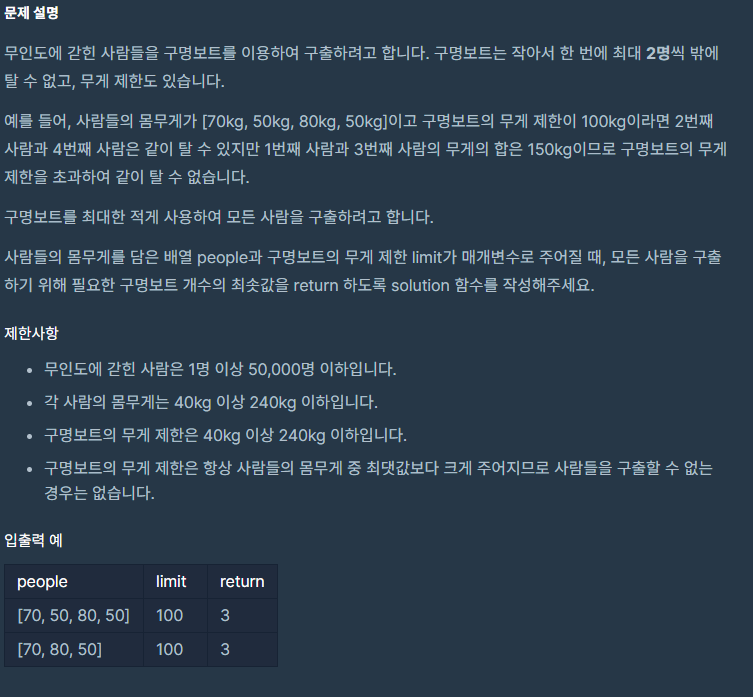 문제 설명
무인도에 갇힌 사람들을 구명보트를 이용하여 구출하려고 합니다. 구명보트는 작아서 한 번에 최대 2명씩 밖에
탈 수 없고, 무게 제한도 있습니다.
예를 들어, 사람들의 몸무게가 [70kg, 50kg, 80kg, 50kg]이고 구명보트의 무게 제한이 100kg이라면 2번째
사람과 4번째 사람은 같이 탈 수 있지만 1번째 사람과 3번째 사람의 무게의 합은 150kg이므로 구명보트의 무게
제한을 초과하여 같이 탈 수 없습니다.
구명보트를 최대한 적게 사용하여 모든 사람을 구출하려고 합니다.
사람들의 몸무게를 담은 배열 people과 구명보트의 무게 제한 limit가 매개변수로 주어질 때, 모든 사람을 구출
하기 위해 필요한 구명보트 개수의 최솟값을 return 하도록 solution 함수를 작성해주세요.
제한사항
• 무인도에 갇힌 사람은 1명 이상 50,000명 이하입니다.
• 각 사람의 몸무게는 40kg 이상 240kg 이하입니다.
• 구명보트의 무게 제한은 40kg 이상 240kg 이하입니다.
• 구명보트의 무게 제한은 항상 사람들의 몸무게 중 최댓값보다 크게 주어지므로 사람들을 구출할 수 없는
경우는 없습니다.
입출력 예
people limit return
[70, 50, 80, 50] 100 3
[70, 80, 50] 100 3